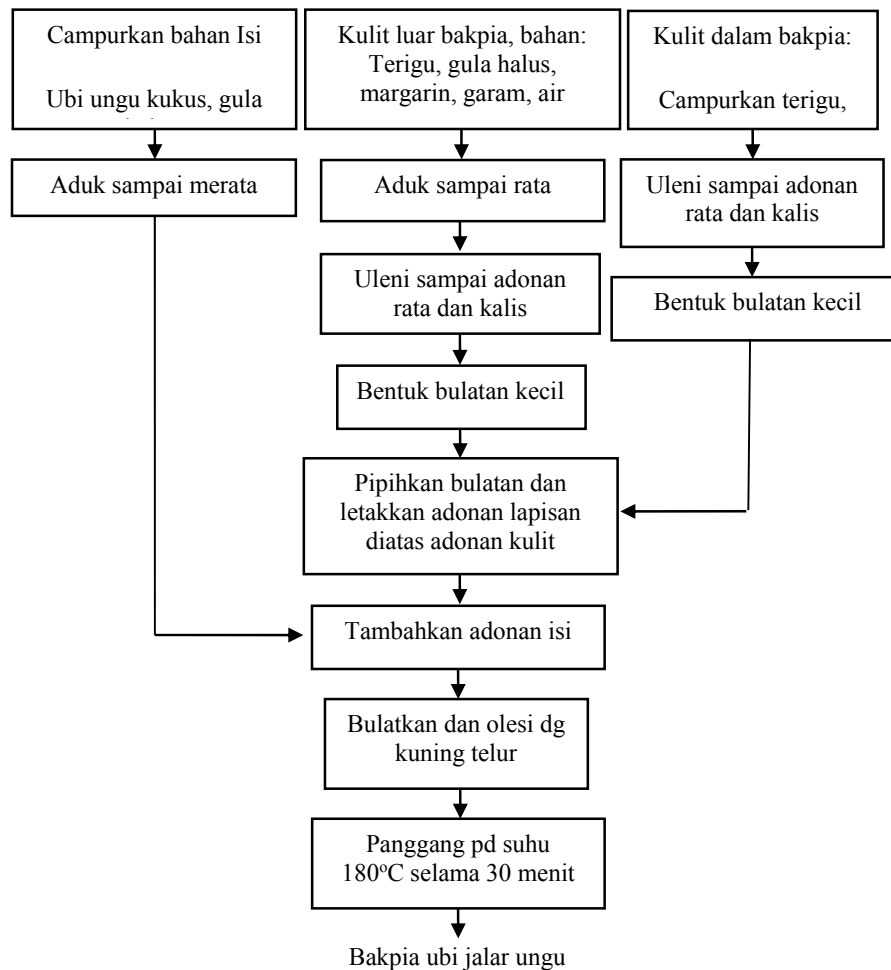 Campurkan bahan Isi
Ubi ungu kukus, gula
Aduk sampai merata
Kulit luar bakpia, bahan:
Terigu, gula halus,
margarin, garam, air
Aduk sampai rata
Uleni sampai adonan
rata dan kalis
Bentuk bulatan kecil
Kulit dalam bakpia:
Campurkan terigu,
Uleni sampai adonan
rata dan kalis
Bentuk bulatan kecil
Pipihkan bulatan dan
letakkan adonan lapisan
diatas adonan kulit
Tambahkan adonan isi
Bulatkan dan olesi dg
kuning telur
Panggang pd suhu
180ºC selama 30 menit
Bakpia ubi jalar ungu